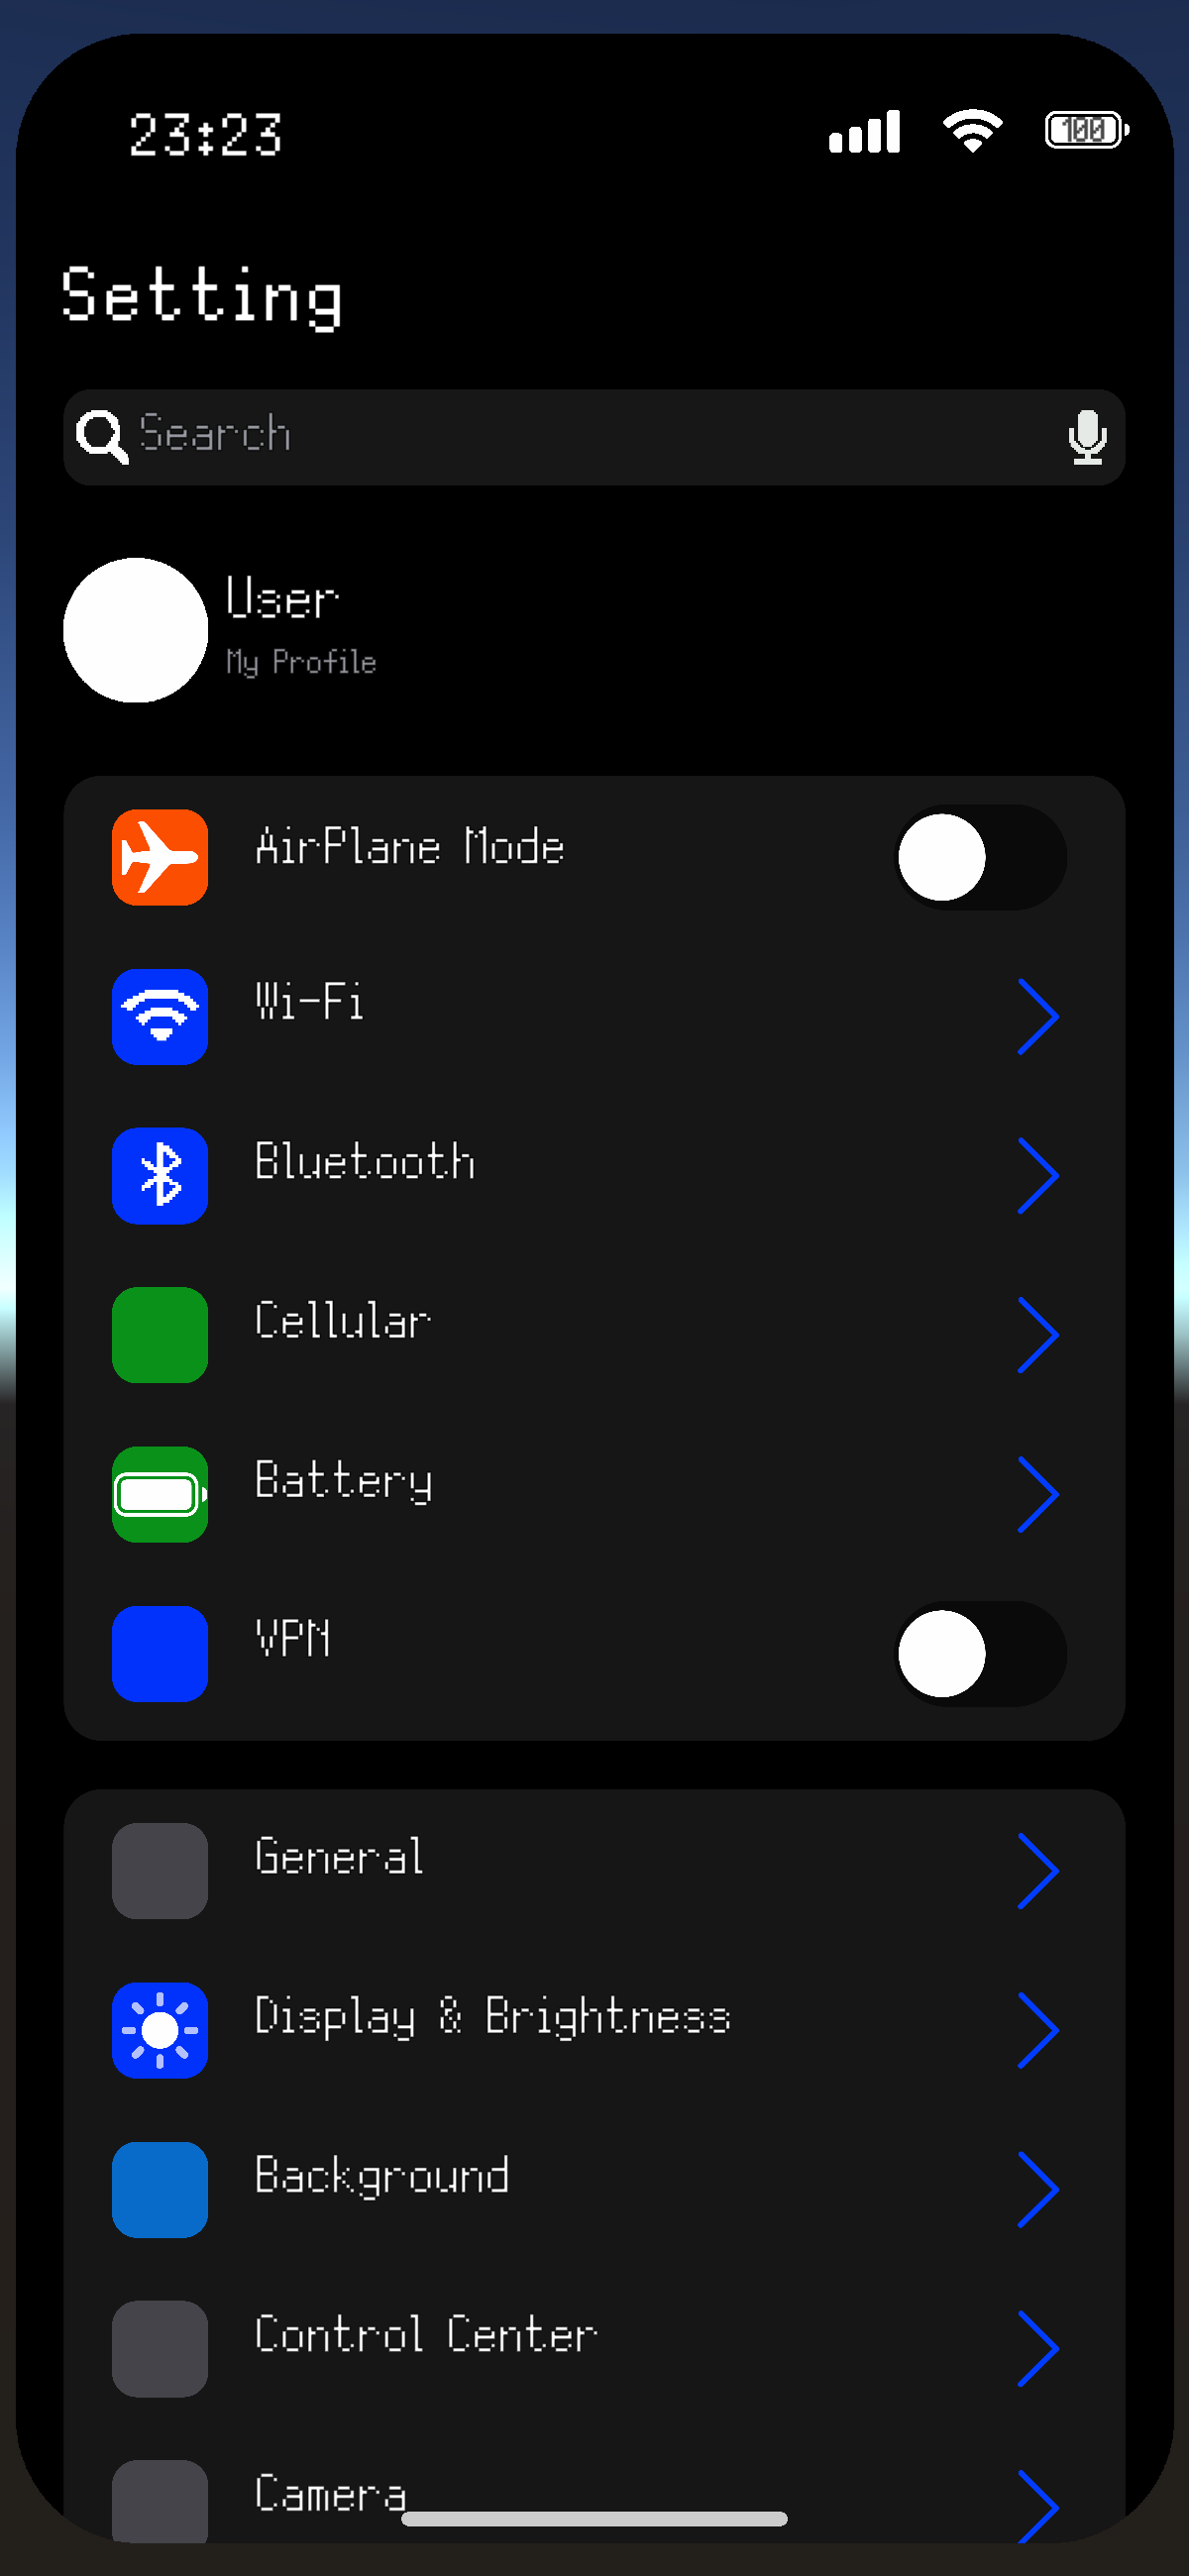 23:23
100
Setting
Search
User
My Profile
AirPlane Mode
Wi-Fi
Bluetooth
Cellular
Battery
VPN
General
Display & Brightness
Background
Control Center
Camera